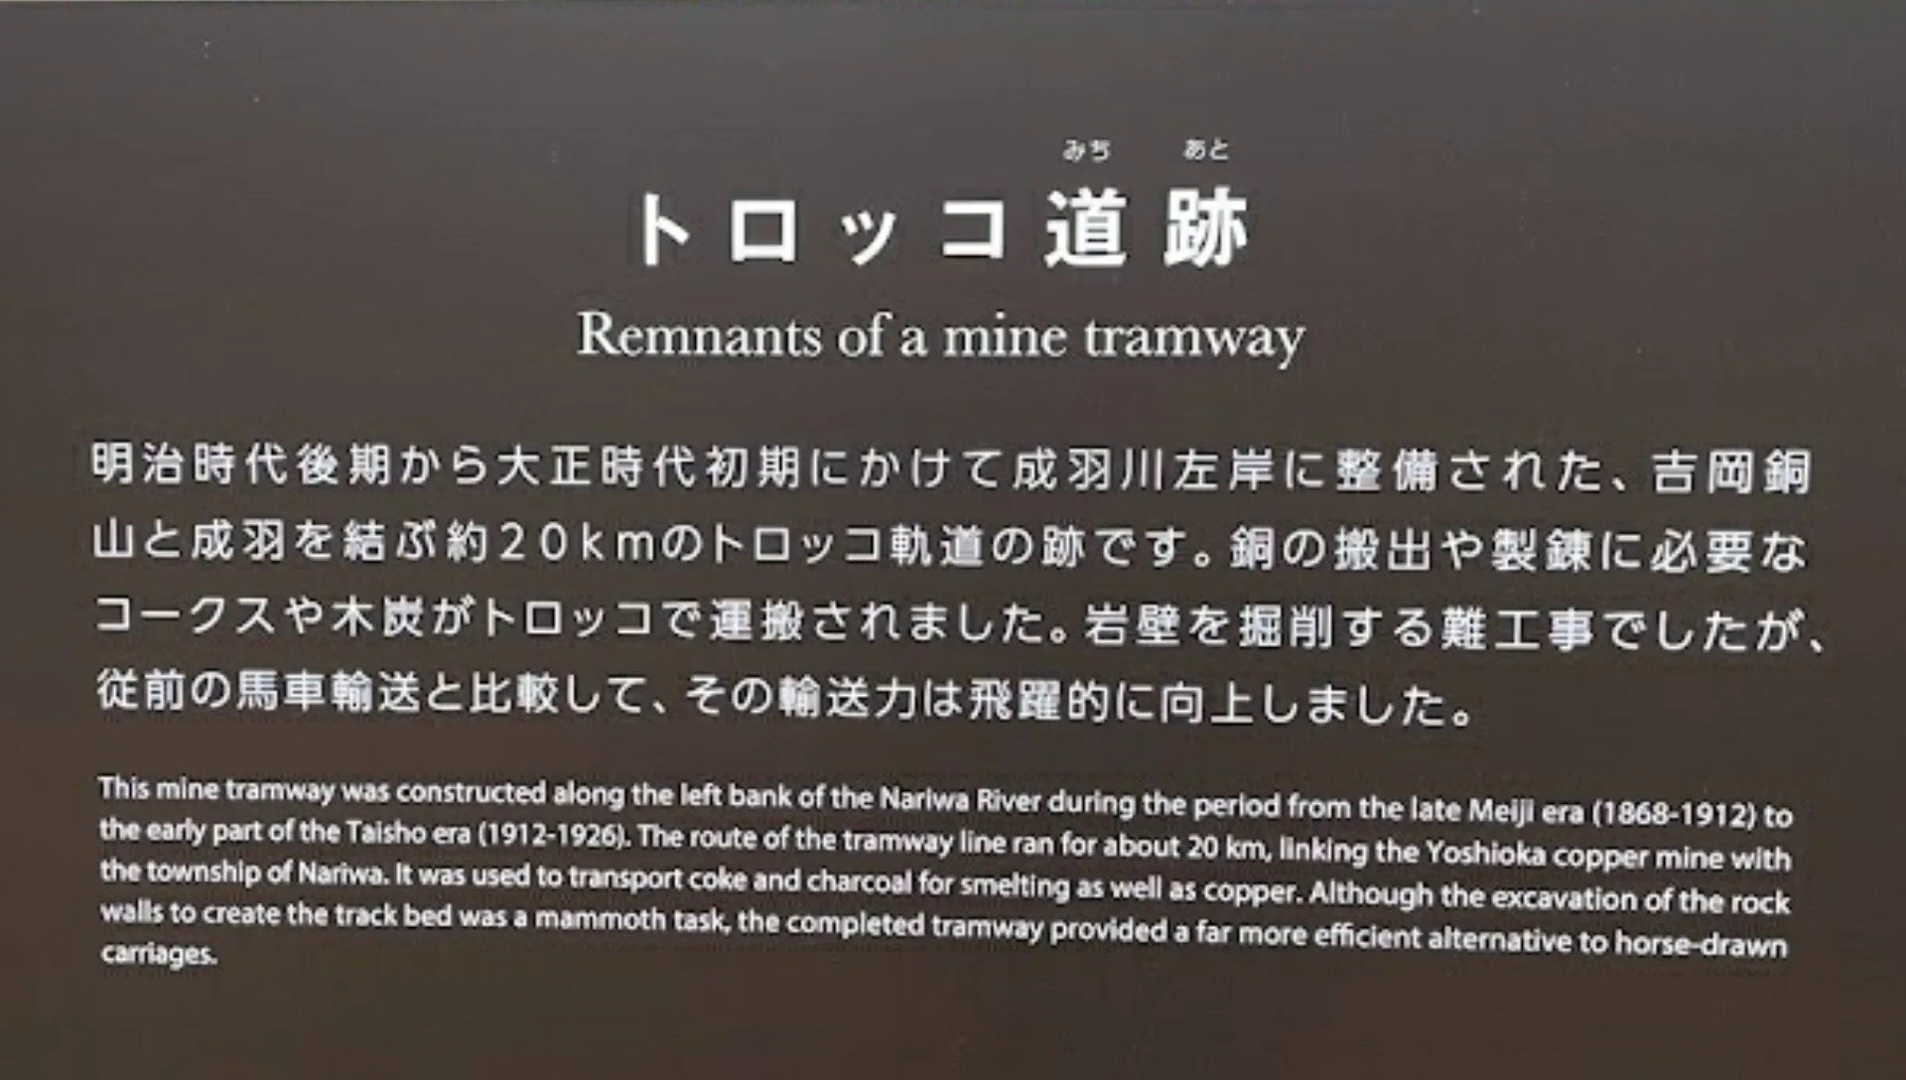 みち あと
トロッコ道跡
Remnants of a mine tramway
明治時代後期から大正時代初期にかけて成羽川左岸に整備された、吉岡銅
山と成羽を結ぶ約20kmのトロッコ軌道の跡です。銅の搬出や製錬に必要な
コークスや木炭がトロッコで運搬されました。岩壁を掘削する難工事でしたが、
従前の馬車輸送と比較して、その輸送力は飛躍的に向上しました。
This mine tramway was constructed along the left bank of the Nariwa River during the period from the late Meiji era (1868-1912) to
the early part of the Taisho era (1912-1926). The route of the tramway line ran for about 20 km, linking the Yoshioka copper mine with
the township of Nariwa. It was used to transport coke and charcoal for smelting as well as copper. Although the excavation of the rock
walls to create the track bed was a mammoth task, the completed tramway provided a far more efficient alternative to horse-drawn
carriages.